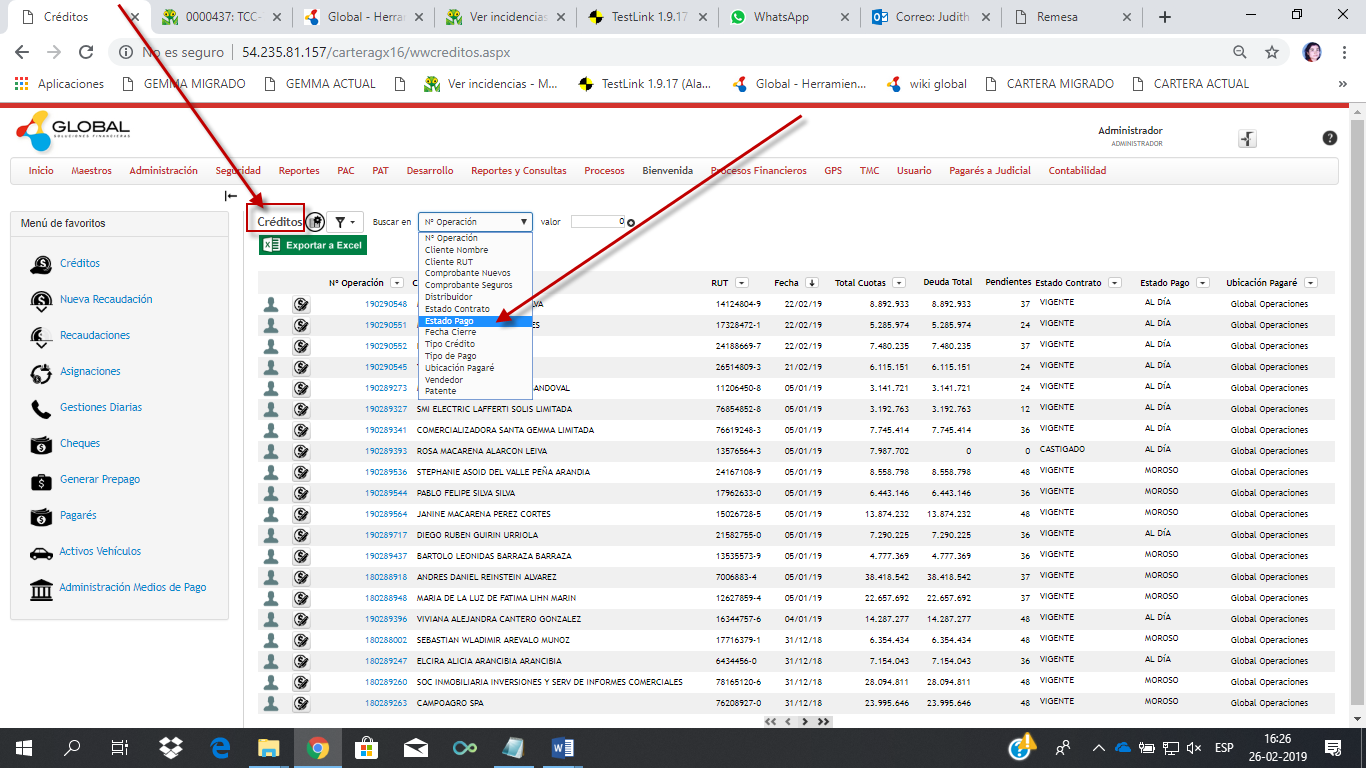 Créditos
0000437: TCC-
Global - Herra
Ver incidencias
TestLink 1.9.17
WhatsApp
Correo: Judith
Remesa
No es seguro 54.235.81.157/carteragx16/wwcreditos.aspx
Aplicaciones GEMMA MIGRADO GEMMA ACTUAL Ver incidencias - M... TestLink 1.9.17 (Ala... Global - Herramien... wiki global CARTERA MIGRADO CARTERA ACTUAL »
GLOBAL
SOLUCIONES FINANCIERAS
Administrador
ADMINISTRADOR
Inicio Maestros Administración Seguridad Reportes PAC PAT Desarrollo Reportes y Consultas Procesos Bienvenida Procesos Financieros GPS TMC Usuario Pagarés a Judicial Contabilidad
Menú de favoritos
Créditos
Nueva Recaudación
Recaudaciones
Asignaciones
Gestiones Diarias
Cheques
Generar Prepago
Pagarés
Activos Vehículos
Administración Medios de Pago
Créditos Buscar en Nº Operación valor 0
Exportar a Excel
Nº Operación
Cliente Nombre
Cliente RUT
Comprobante Nuevos
Comprobante Seguros
Distribuidor
Estado Contrato
Estado Pago
Fecha Cierre
Tipo Crédito
Tipo de Pago
Ubicación Pagaré
Vendedor
Patente
Nº Operación RUT Fecha Total Cuotas Deuda Total Pendientes Estado Contrato Estado Pago Ubicación Pagaré
190290548 14124804-9 22/02/19 8.892.933 8.892.933 37 VIGENTE AL DÍA Global Operaciones
190290551 17328472-1 22/02/19 5.285.974 5.285.974 24 VIGENTE AL DÍA Global Operaciones
190290552 24188669-7 22/02/19 7.480.235 7.480.235 37 VIGENTE AL DÍA Global Operaciones
190290545 26514809-3 21/02/19 6.115.151 6.115.151 24 VIGENTE AL DÍA Global Operaciones
190289273 ANDOVAL 11206450-8 05/01/19 3.141.721 3.141.721 24 VIGENTE AL DÍA Global Operaciones
190289327 SMI ELECTRIC LAFFERTI SOLIS LIMITADA 76854852-8 05/01/19 3.192.763 3.192.763 12 VIGENTE AL DÍA Global Operaciones
190289341 COMERCIALIZADORA SANTA GEMMA LIMITADA 76619248-3 05/01/19 7.745.414 7.745.414 36 VIGENTE AL DÍA Global Operaciones
190289393 ROSA MACARENA ALARCON LEIVA 13576564-3 05/01/19 7.987.702 0 0 CASTIGADO AL DÍA Global Operaciones
190289536 STEPHANIE ASOID DEL VALLE PEÑA ARANDIA 24167108-9 05/01/19 8.558.798 8.558.798 48 VIGENTE MOROSO Global Operaciones
190289544 PABLO FELIPE SILVA SILVA 17962633-0 05/01/19 6.443.146 6.443.146 36 VIGENTE MOROSO Global Operaciones
190289564 JANINE MACARENA PEREZ CORTES 15026728-5 05/01/19 13.874.232 13.874.232 48 VIGENTE MOROSO Global Operaciones
190289717 DIEGO RUBEN GUIRIN URRIOLA 21582755-0 05/01/19 7.290.225 7.290.225 36 VIGENTE AL DÍA Global Operaciones
190289437 BARTOLO LEONIDAS BARRAZA BARRAZA 13535573-9 05/01/19 4.777.369 4.777.369 36 VIGENTE MOROSO Global Operaciones
180288918 ANDRES DANIEL REINSTEIN ALVAREZ 7006883-4 05/01/19 38.418.542 38.418.542 37 VIGENTE AL DÍA Global Operaciones
180288948 MARIA DE LA LUZ DE FATIMA LIHN MARIN 12627859-4 05/01/19 22.657.692 22.657.692 37 VIGENTE MOROSO Global Operaciones
190289396 VIVIANA ALEJANDRA CANTERO GONZALEZ 16344757-6 04/01/19 14.287.277 14.287.277 48 VIGENTE AL DÍA Global Operaciones
180288002 SEBASTIAN WLADIMIR AREVALO MUNOZ 17716379-1 31/12/18 6.354.434 6.354.434 48 VIGENTE MOROSO Global Operaciones
180289247 ELCIRA ALICIA ARANCIBIA ARANCIBIA 6434456-0 31/12/18 7.154.043 7.154.043 36 VIGENTE AL DÍA Global Operaciones
180289260 SOC INMOBILIARIA INVERSIONES Y SERV DE INFORMES COMERCIALES 78165120-6 31/12/18 28.094.811 28.094.811 48 VIGENTE MOROSO Global Operaciones
180289263 CAMPOAGRO SPA 76208927-0 31/12/18 23.995.646 23.995.646 48 VIGENTE MOROSO Global Operaciones
ESP
16:26
26-02-2019